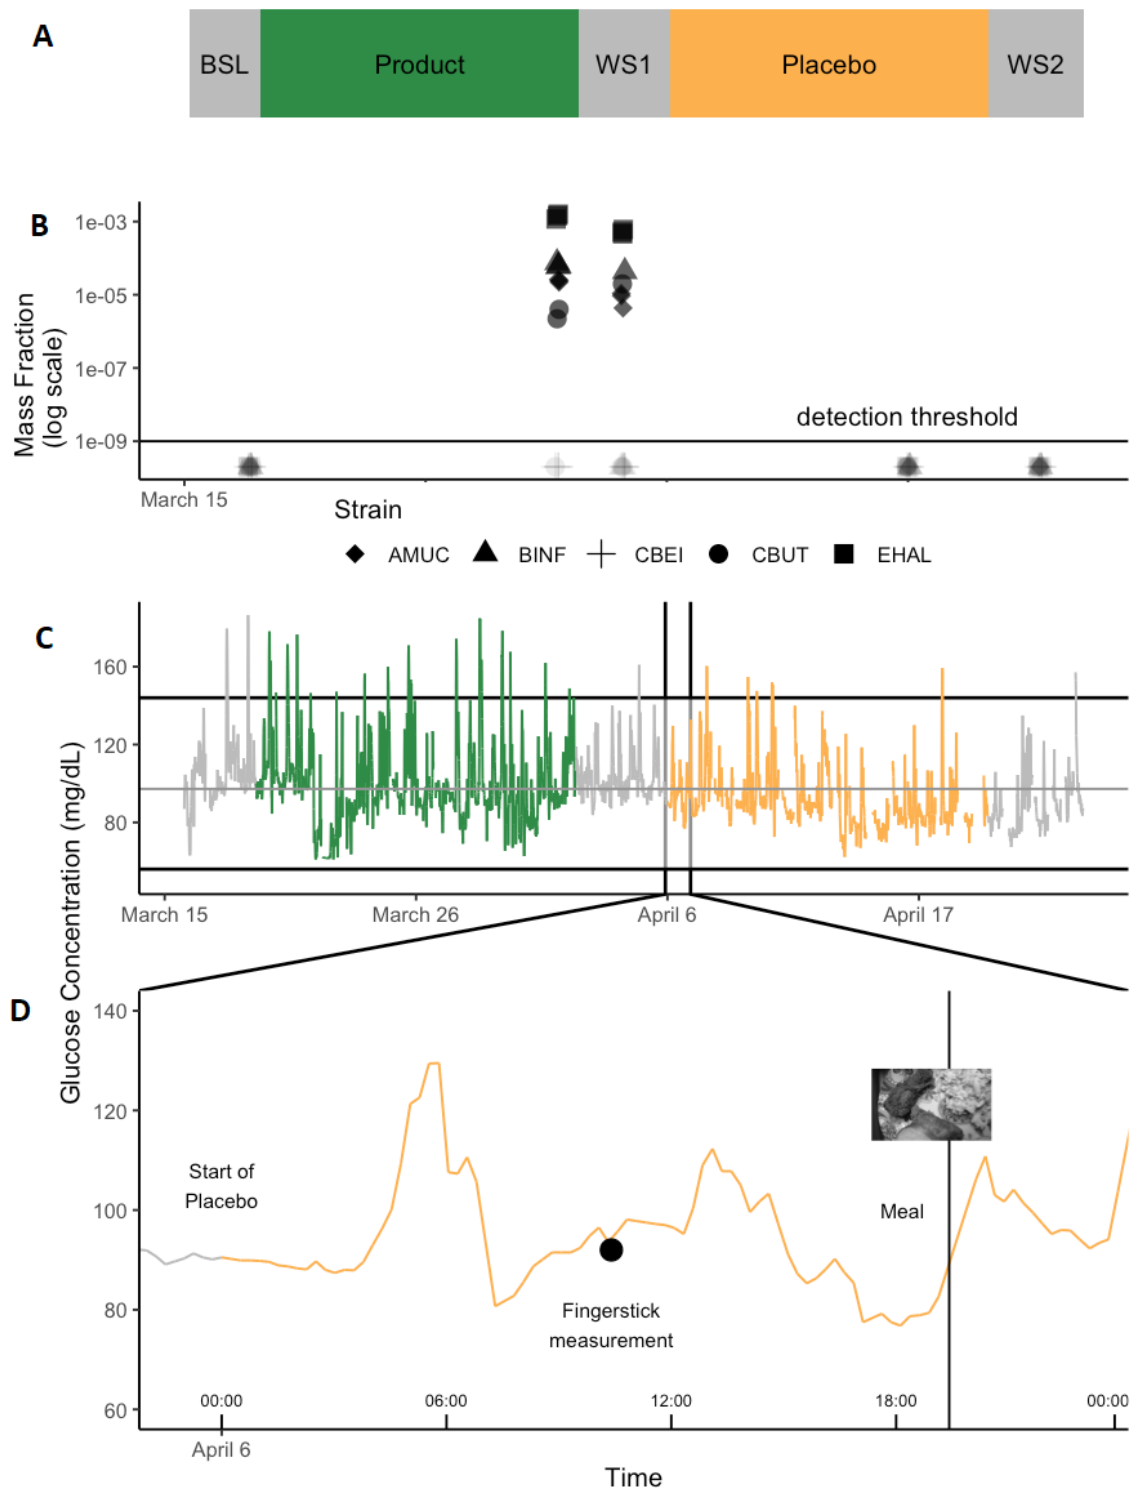 A
BSL Product WS1 Placebo WS2
B
1e-03
1e-05
1e-07
1e-09
Mass Fraction
(log scale)
detection threshold
March 15
Strain
AMUC BINF CBEI CBUT EHAL
C
160
120
80
Glucose Concentration (mg/dL)
March 15 March 26 April 6 April 17
D
140
120
100
80
60
Start of
Placebo
Meal
Fingerstick
measurement
00:00 06:00 12:00 18:00 00:00
April 6
Time